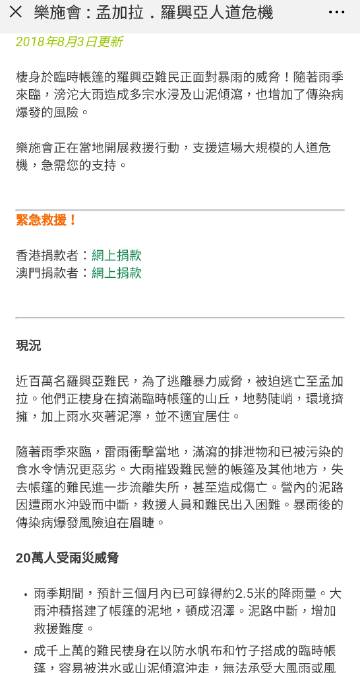 樂施會：孟加拉．羅興亞人道危機
2018年8月3日更新
棲身於臨時帳篷的羅興亞難民正面對暴雨的威脅！隨著雨季
來臨，滂沱大雨造成多宗水浸及山泥傾瀉，也增加了傳染病
爆發的風險。
樂施會正在當地開展救援行動，支援這場大規模的人道危
機，急需您的支持。
緊急救援！
香港捐款者：網上捐款
澳門捐款者：網上捐款
現況
近百萬名羅興亞難民，為了逃離暴力威脅，被迫逃亡至孟加
拉。他們正棲身在擠滿臨時帳篷的山丘，地勢陡峭，環境擠
擁，加上雨水夾著泥濘，並不適宜居住。
隨著雨季來臨，雷雨衝擊當地，滿瀉的排泄物和已被污染的
食水令情況更惡劣。大雨摧毀難民營的帳篷及其他地方，失
去帳篷的難民進一步流離失所，甚至造成傷亡。營內的泥路
因遭雨水沖毀而中斷，救援人員和難民出入困難。暴雨後的
傳染病爆發風險迫在眉睫。
20萬人受雨災威脅
• 雨季期間，預計三個月內已可錄得約2.5米的降雨量。大
雨沖積搭建了帳篷的泥地，頓成沼澤。泥路中斷，增加
救援難度。
• 成千上萬的難民棲身在以防水帆布和竹子搭成的臨時帳
篷，容易被洪水或山泥傾瀉沖走，無法承受大風雨或風